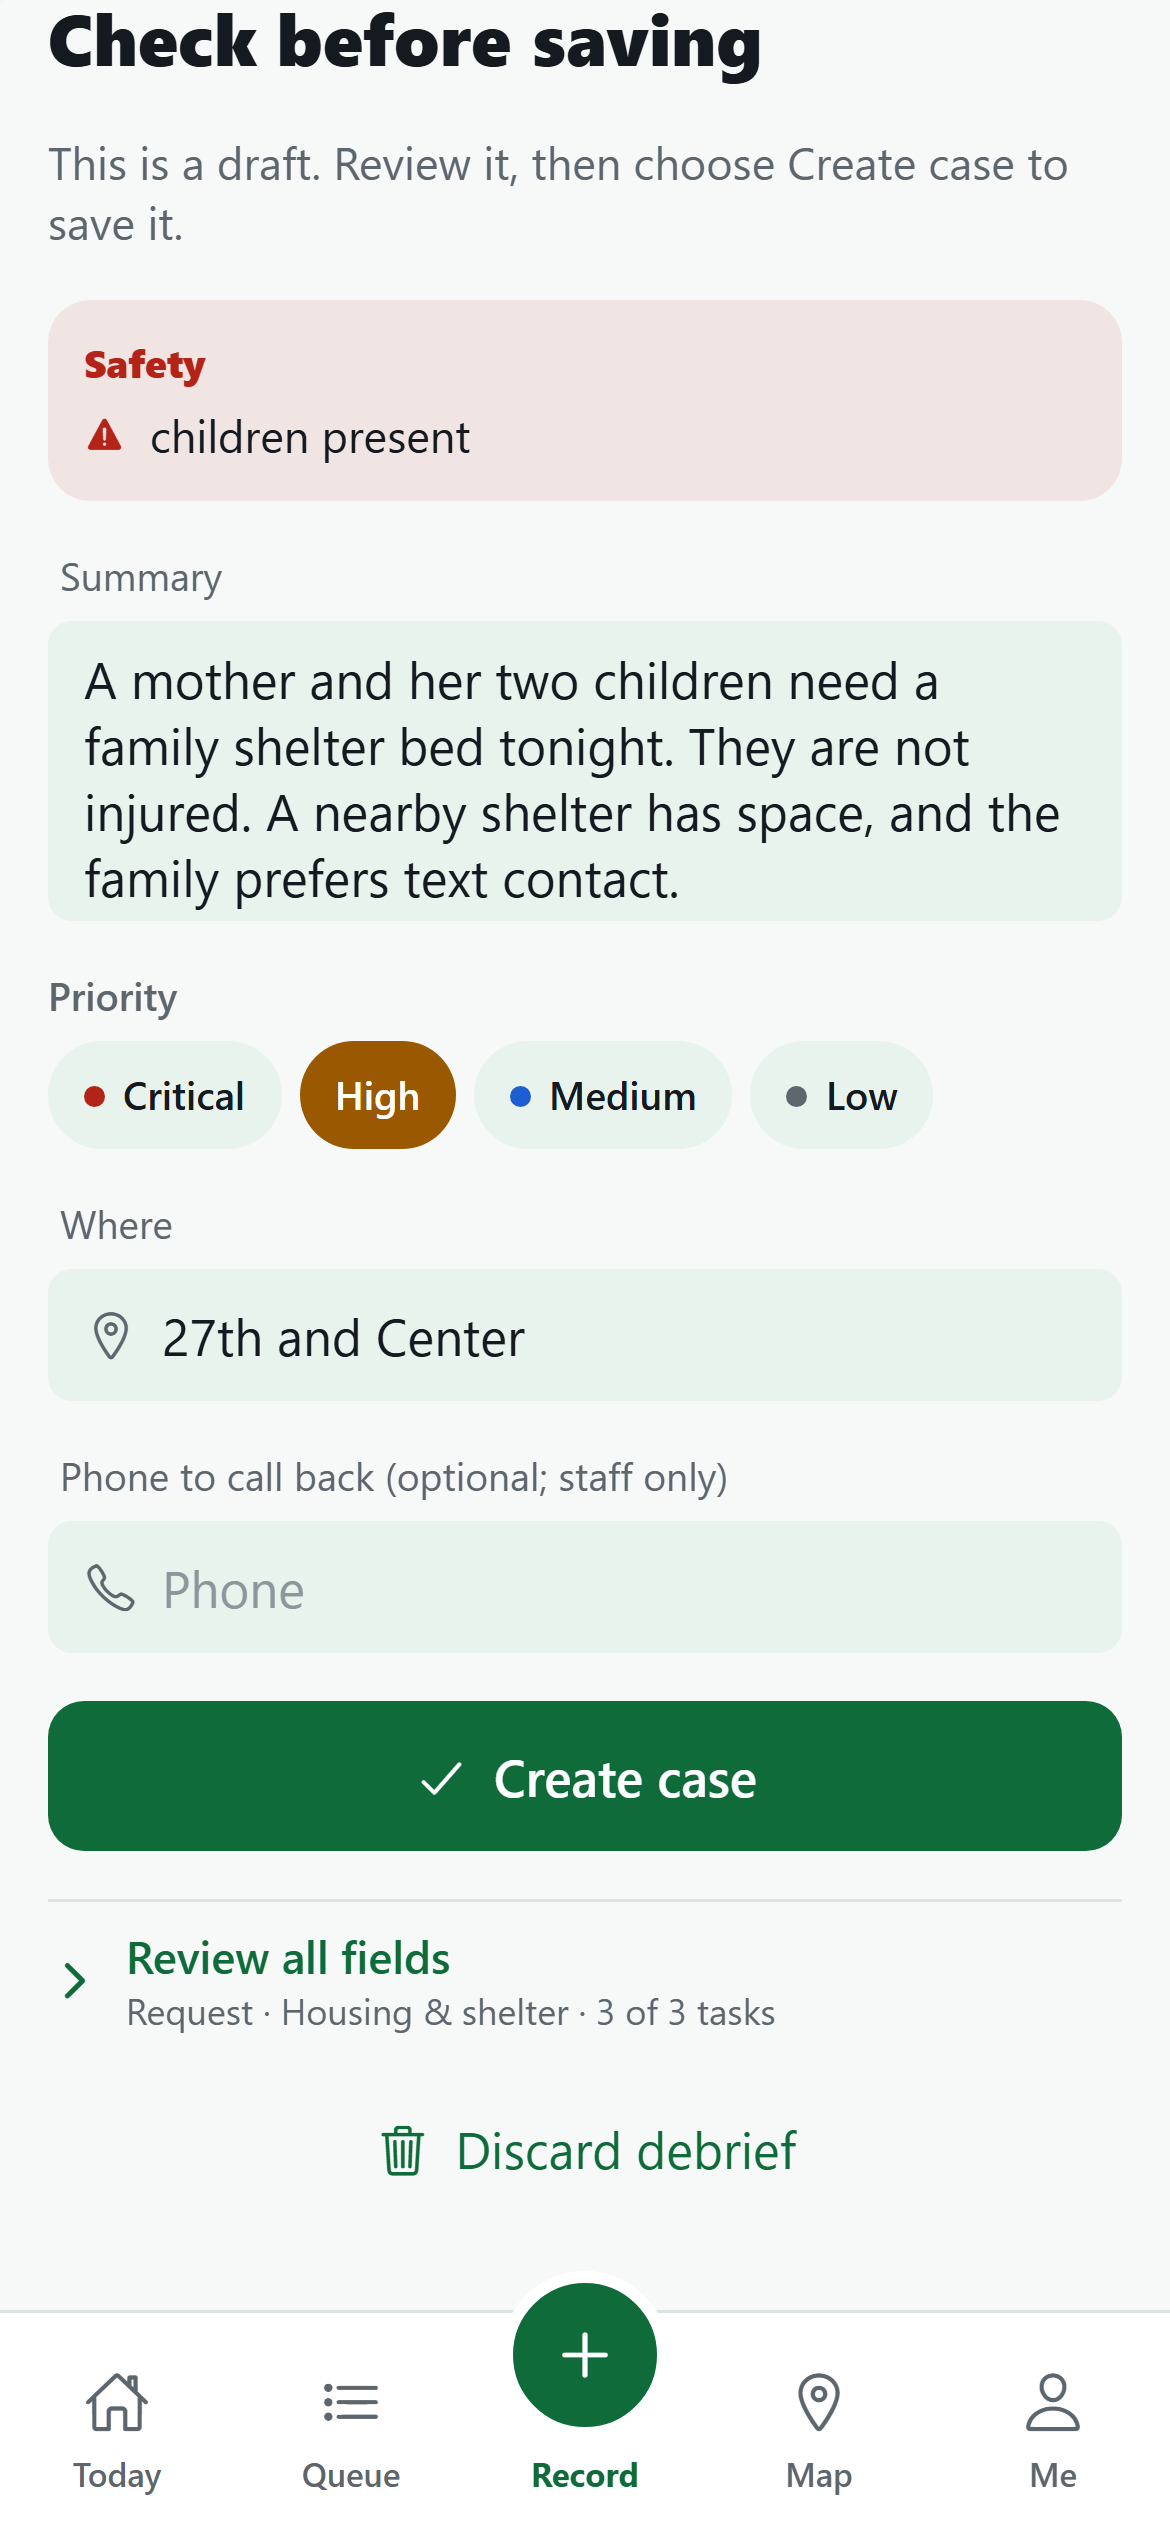 Check before saving
This is a draft. Review it, then choose Create case to
save it.
Safety
children present
Summary
A mother and her two children need a
family shelter bed tonight. They are not
injured. A nearby shelter has space, and the
family prefers text contact.
Priority
Critical
High
Medium
Low
Where
27th and Center
Phone to call back (optional; staff only)
Phone
Create case
Review all fields
Request · Housing & shelter · 3 of 3 tasks
Discard debrief
Today
Queue
Record
Map
Me